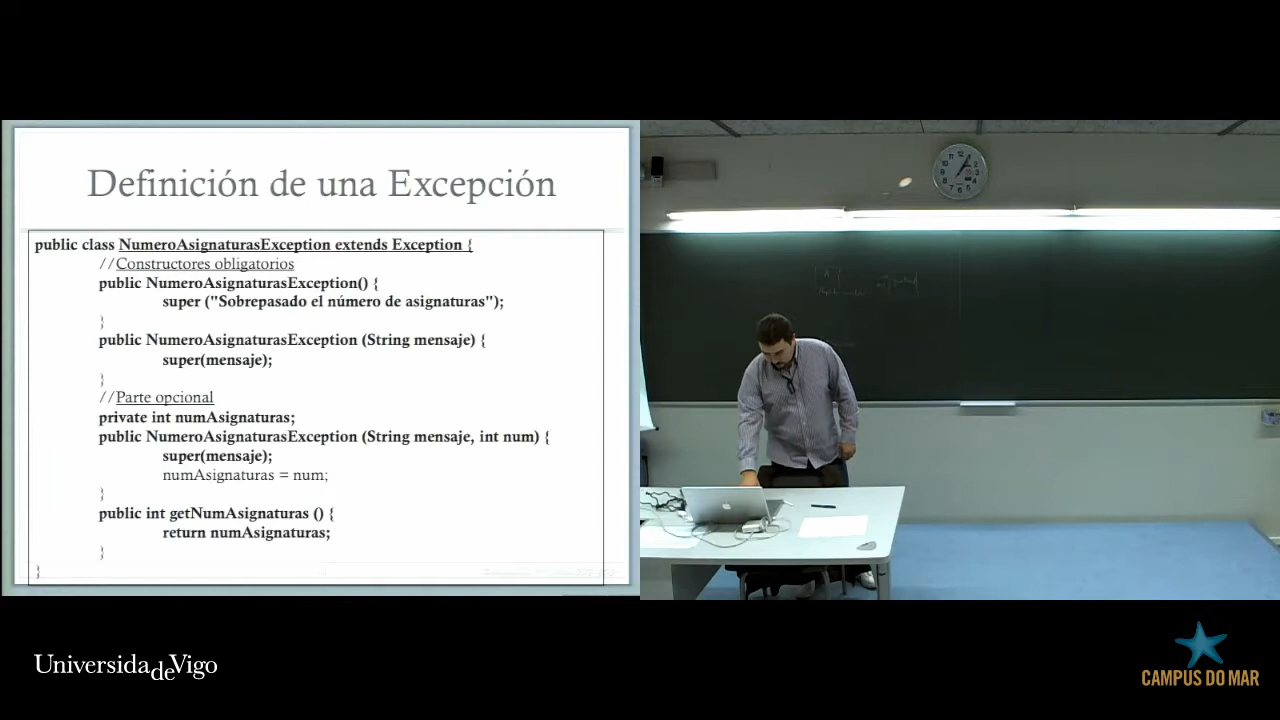 Definición de una Excepción
public class NumeroAsignaturasException extends Exception {
//Constructores obligatorios
public NumeroAsignaturasException() {
super ("Sobrepasado el número de asignaturas");
}
public NumeroAsignaturasException (String mensaje) {
super(mensaje);
}
//Parte opcional
private int numAsignaturas;
public NumeroAsignaturasException (String mensaje, int num) {
super(mensaje);
numAsignaturas = num;
}
public int getNumAsignaturas () {
return numAsignaturas;
}
}
UniversidadeVigo
CAMPUS DO MAR